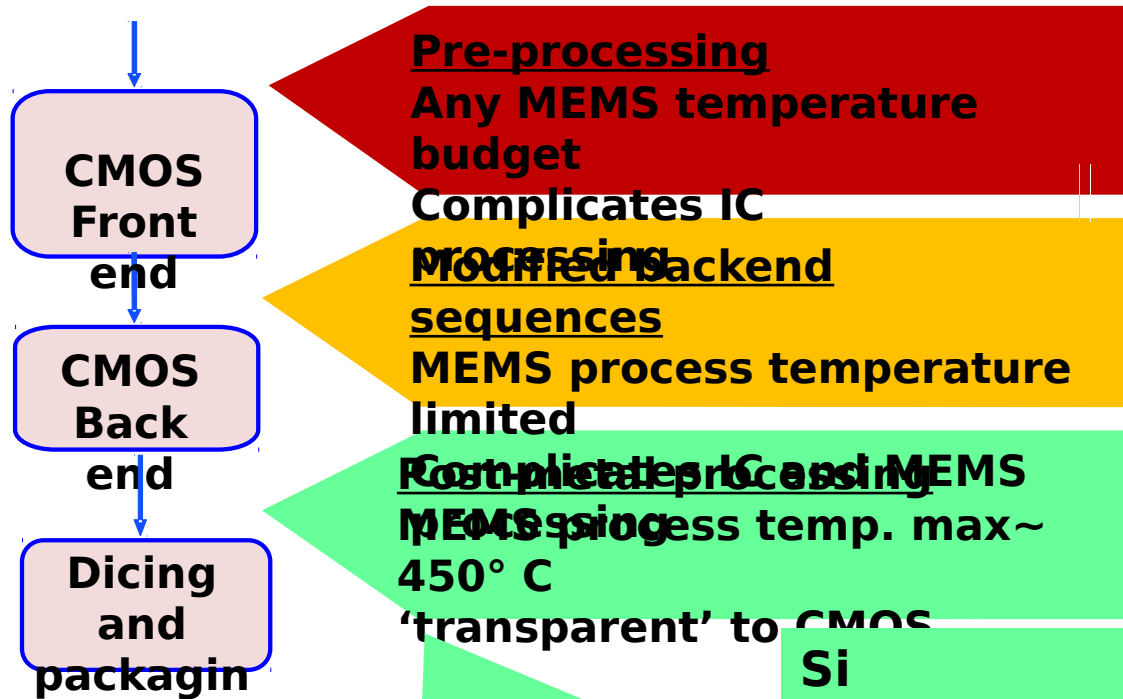 CMOS
Front
end
CMOS
Back
end
Dicing
and
packagin
Pre-processing
Any MEMS temperature
budget
Complicates IC
processing
Modified backend
sequences
MEMS process temperature
limited
Complicates IC and MEMS
processing
Post-metal processing
MEMS process temp. max~
450° C
‘transparent’ to CMOS
Si